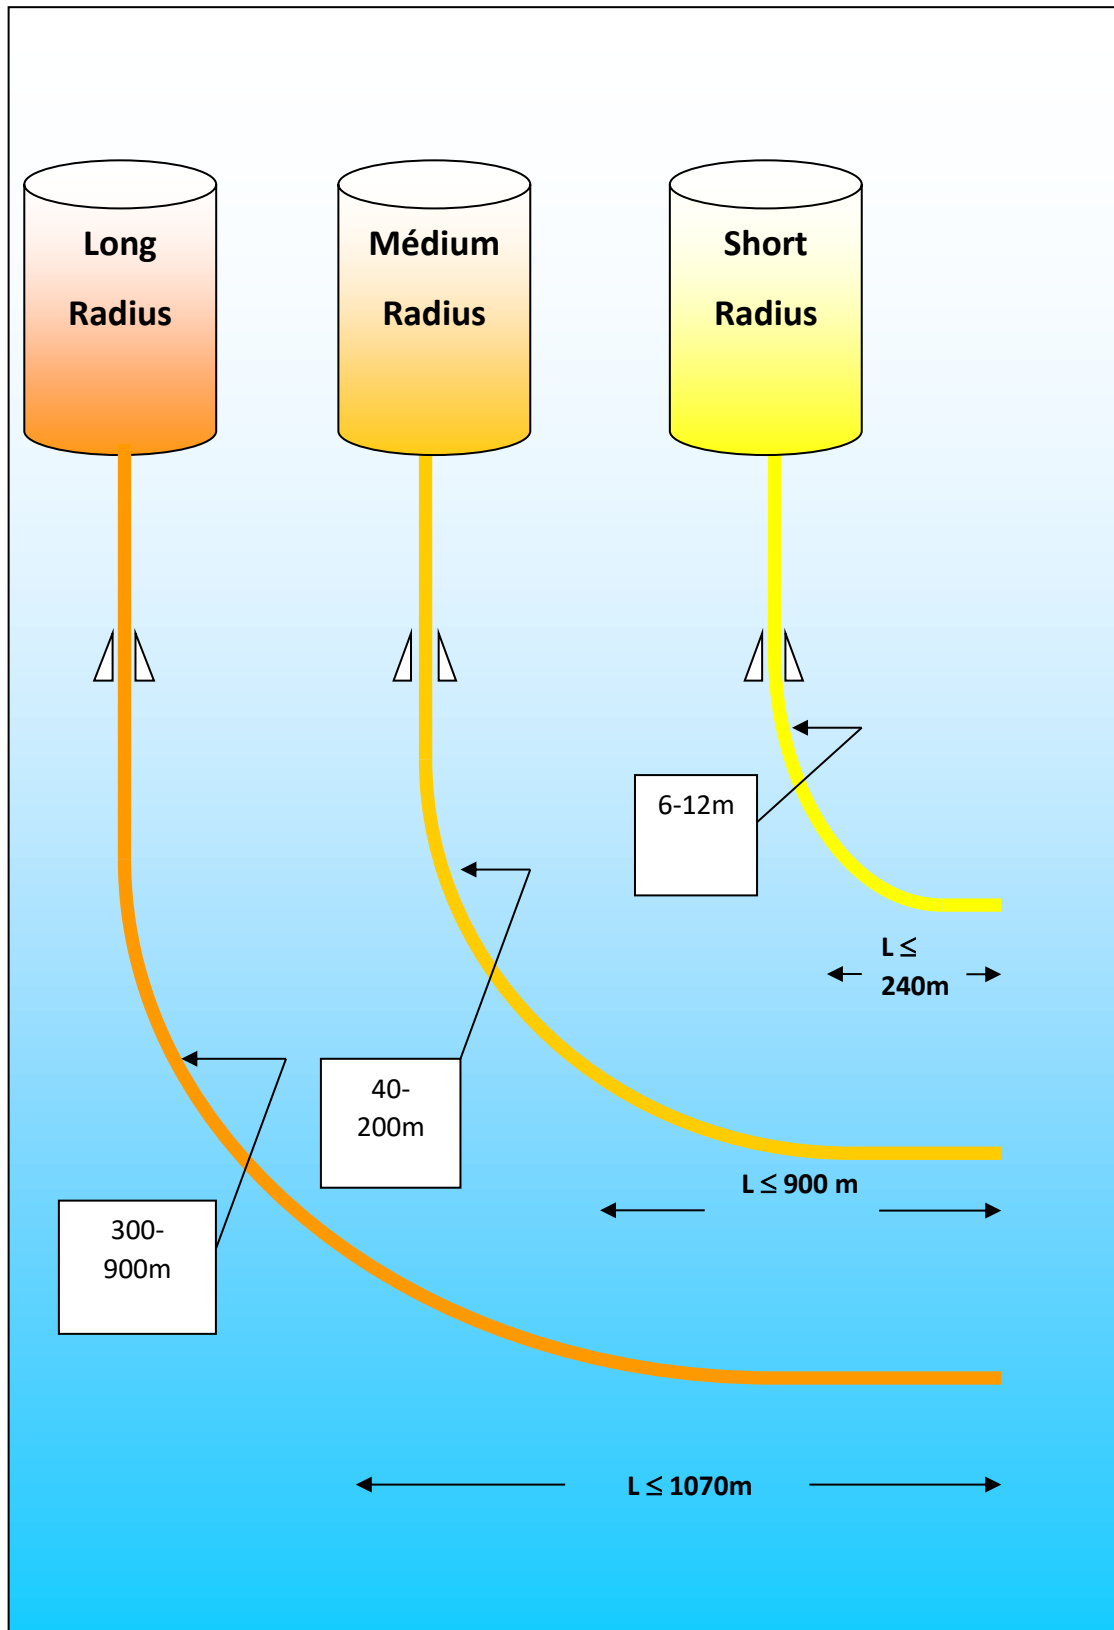 Long
Radius
Médium
Radius
Short
Radius
6-12m
L ≤
240m
40-
200m
L ≤ 900 m
300-
900m
L ≤ 1070m